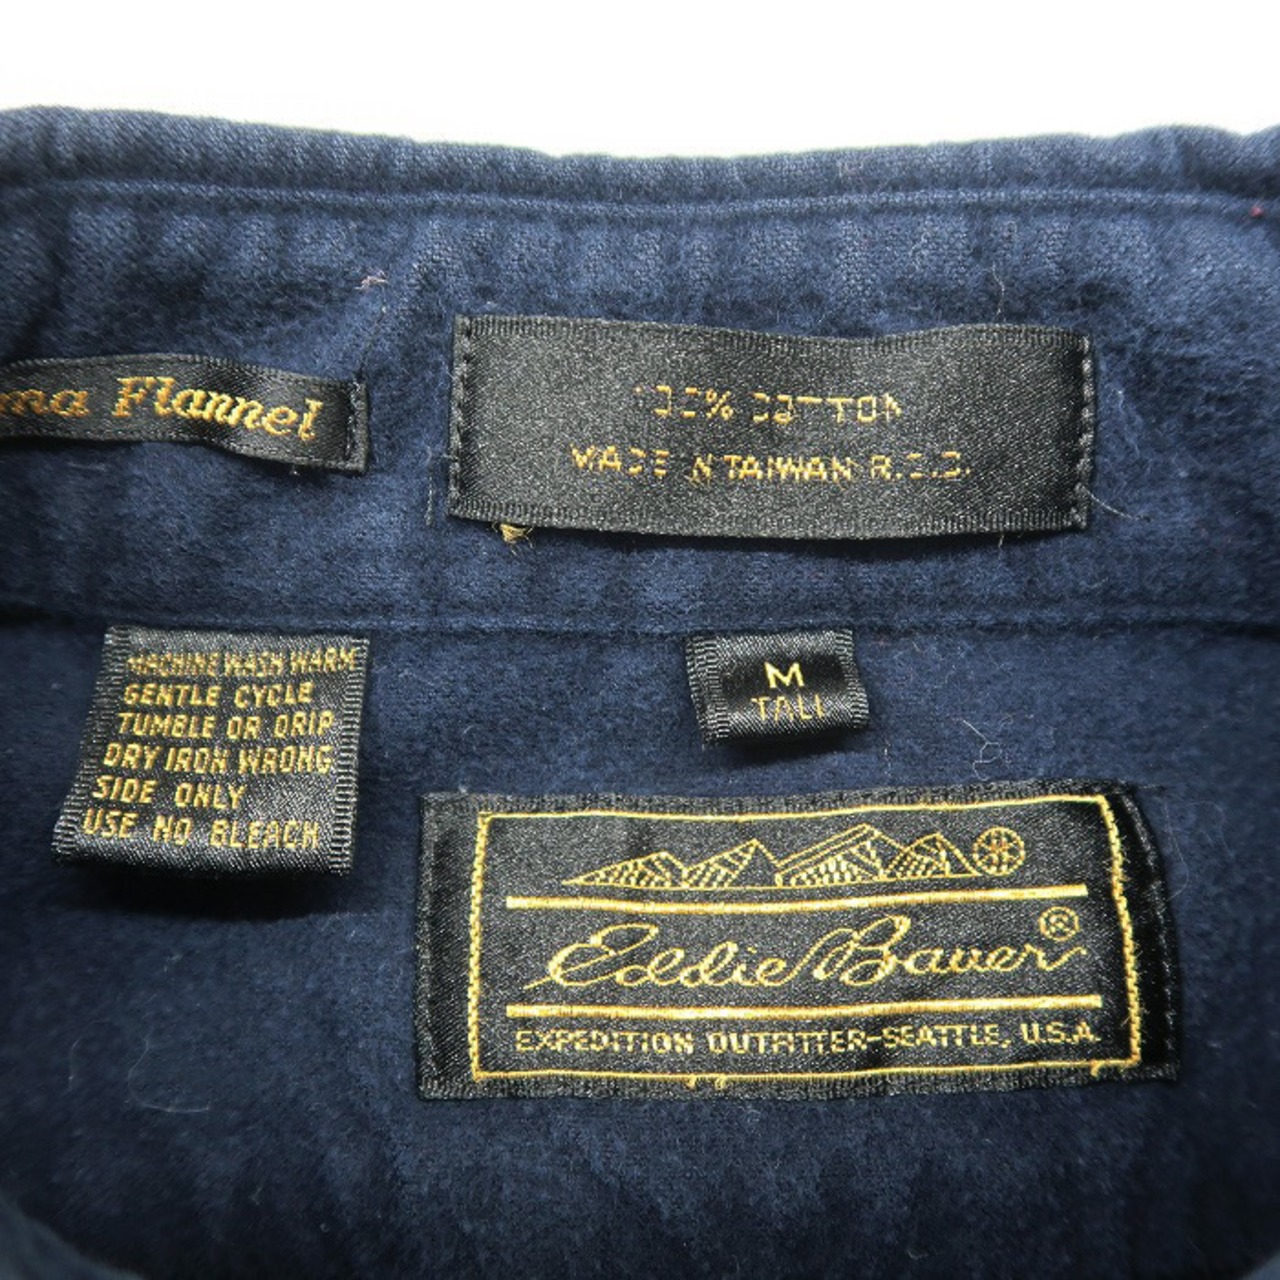 ma Flannel
100% COTTON
MADE IN TAIWAN R.O.C.
MACHINE WASH WARM
GENTLE CYCLE
TUMBLE OR DRIP
DRY IRON WRONG
SIDE ONLY
USE NO BLEACH
M
TALL
Eddie Bauer®
EXPEDITION OUTFITTER-SEATTLE, U.S.A.